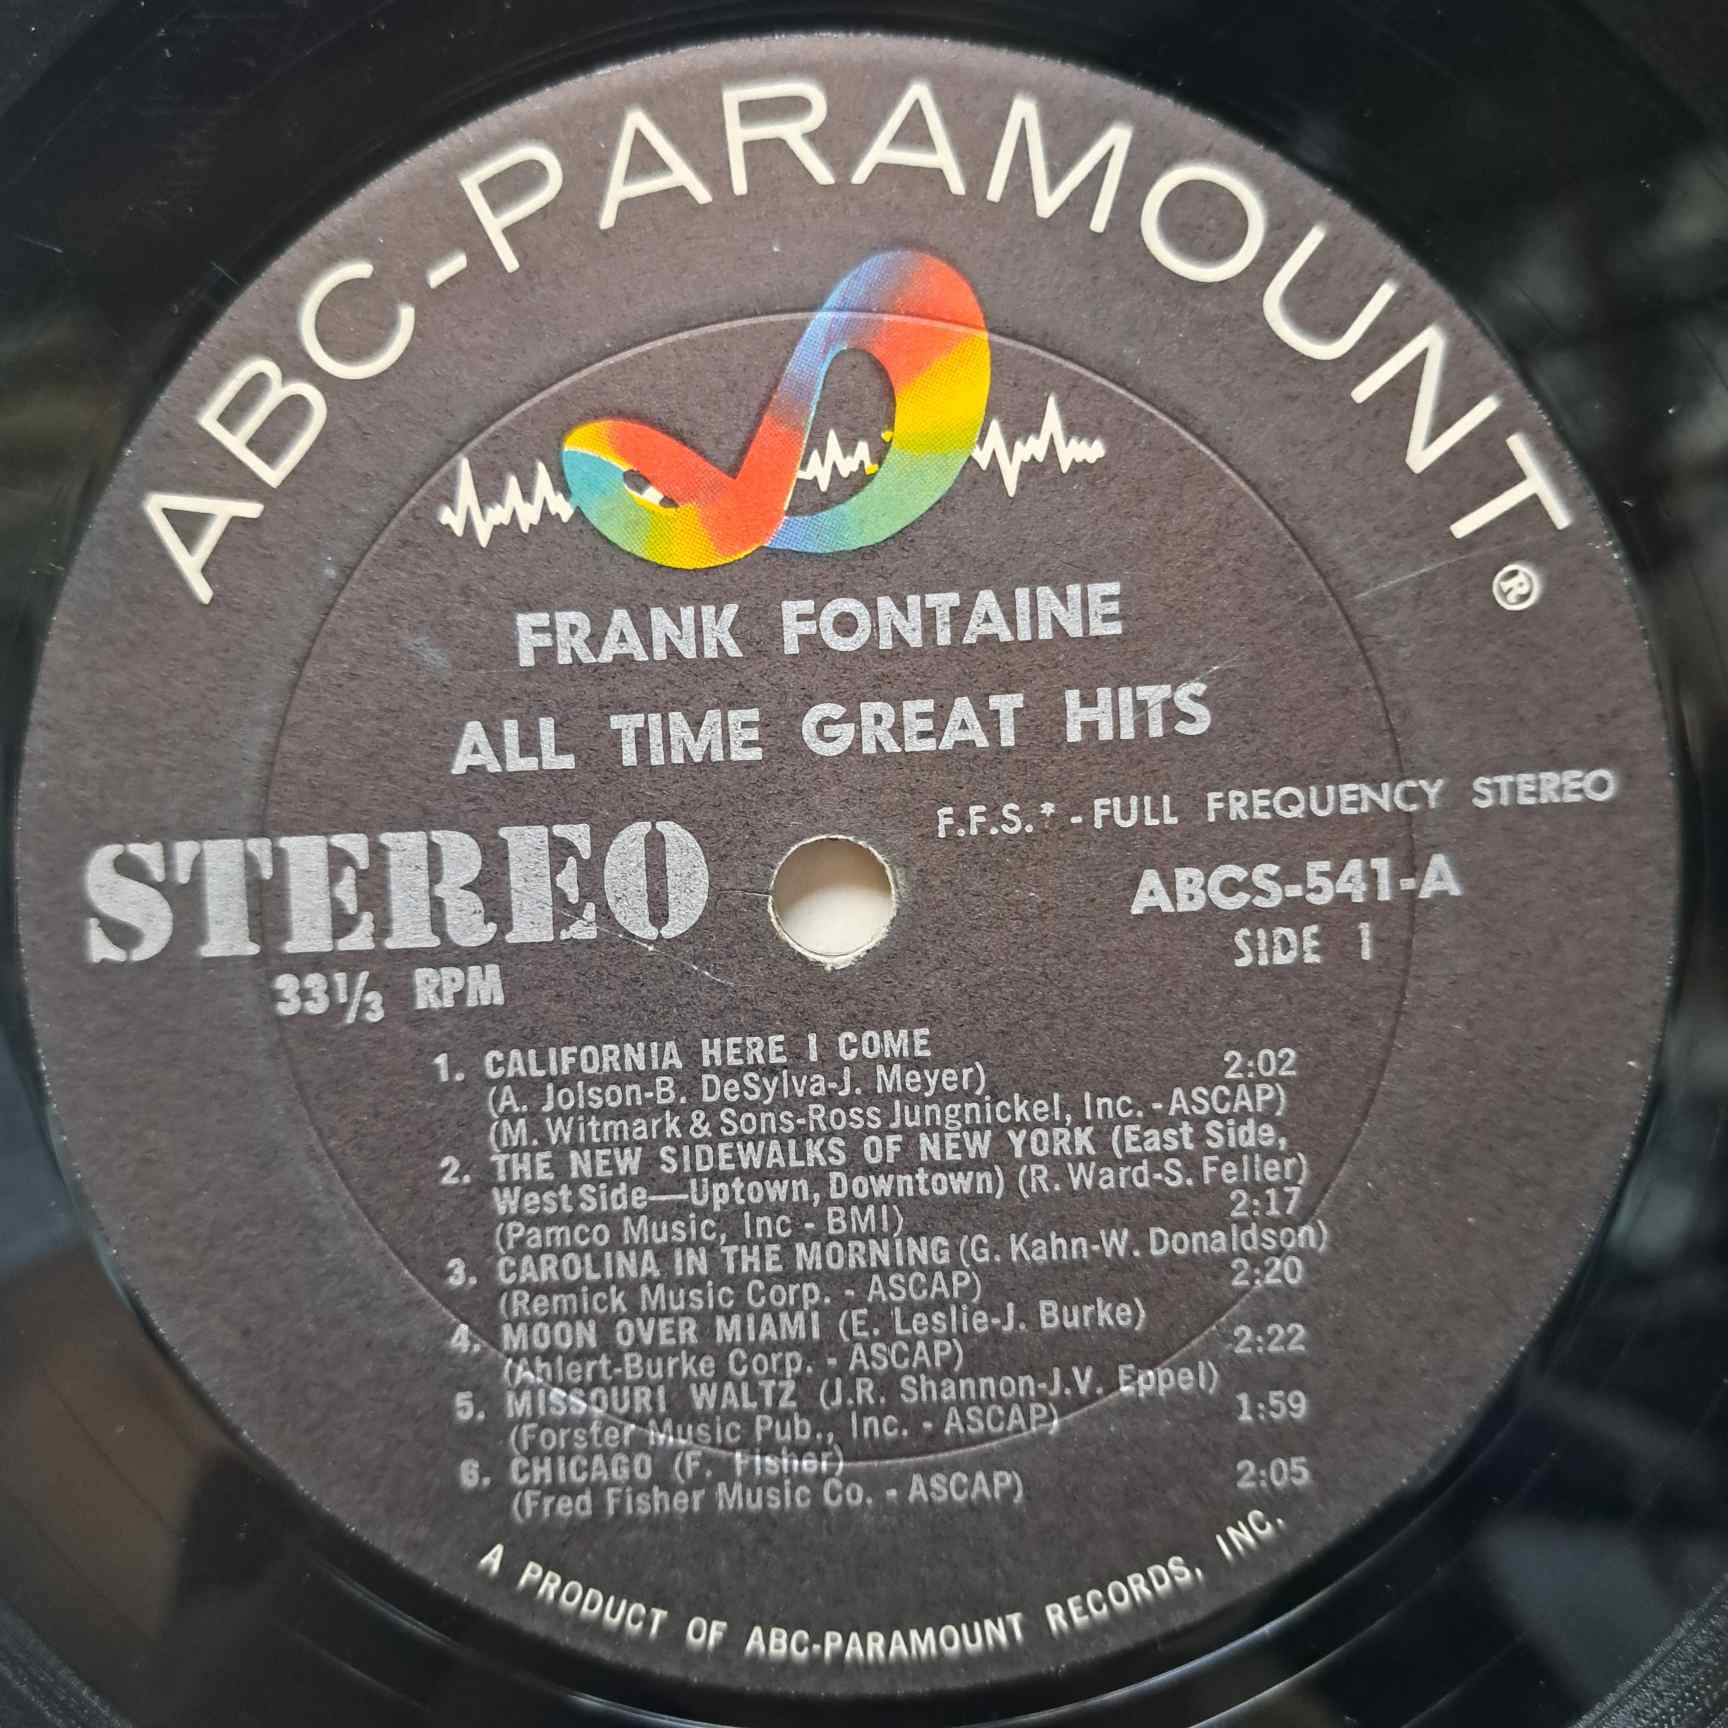 ABC-PARAMOUNT®
FRANK FONTAINE
ALL TIME GREAT HITS
F.F.S.* - FULL FREQUENCY STEREO
STEREO
33⅓ RPM
ABCS-541-A
SIDE 1
1. CALIFORNIA HERE I COME
(A. Jolson-B. DeSylva-J. Meyer) 2:02
(M. Witmark & Sons-Ross Jungnickel, Inc. - ASCAP)
2. THE NEW SIDEWALKS OF NEW YORK (East Side,
West Side—Uptown, Downtown) (R. Ward-S. Feller)
(Pamco Music, Inc - BMI) 2:17
3. CAROLINA IN THE MORNING (G. Kahn-W. Donaldson)
(Remick Music Corp. - ASCAP) 2:20
4. MOON OVER MIAMI (E. Leslie-J. Burke)
(Ahlert-Burke Corp. - ASCAP) 2:22
5. MISSOURI WALTZ (J.R. Shannon-J.V. Eppel)
(Forster Music Pub., Inc. - ASCAP) 1:59
6. CHICAGO (F. Fisher)
(Fred Fisher Music Co. - ASCAP) 2:05
A PRODUCT OF ABC-PARAMOUNT RECORDS, INC.